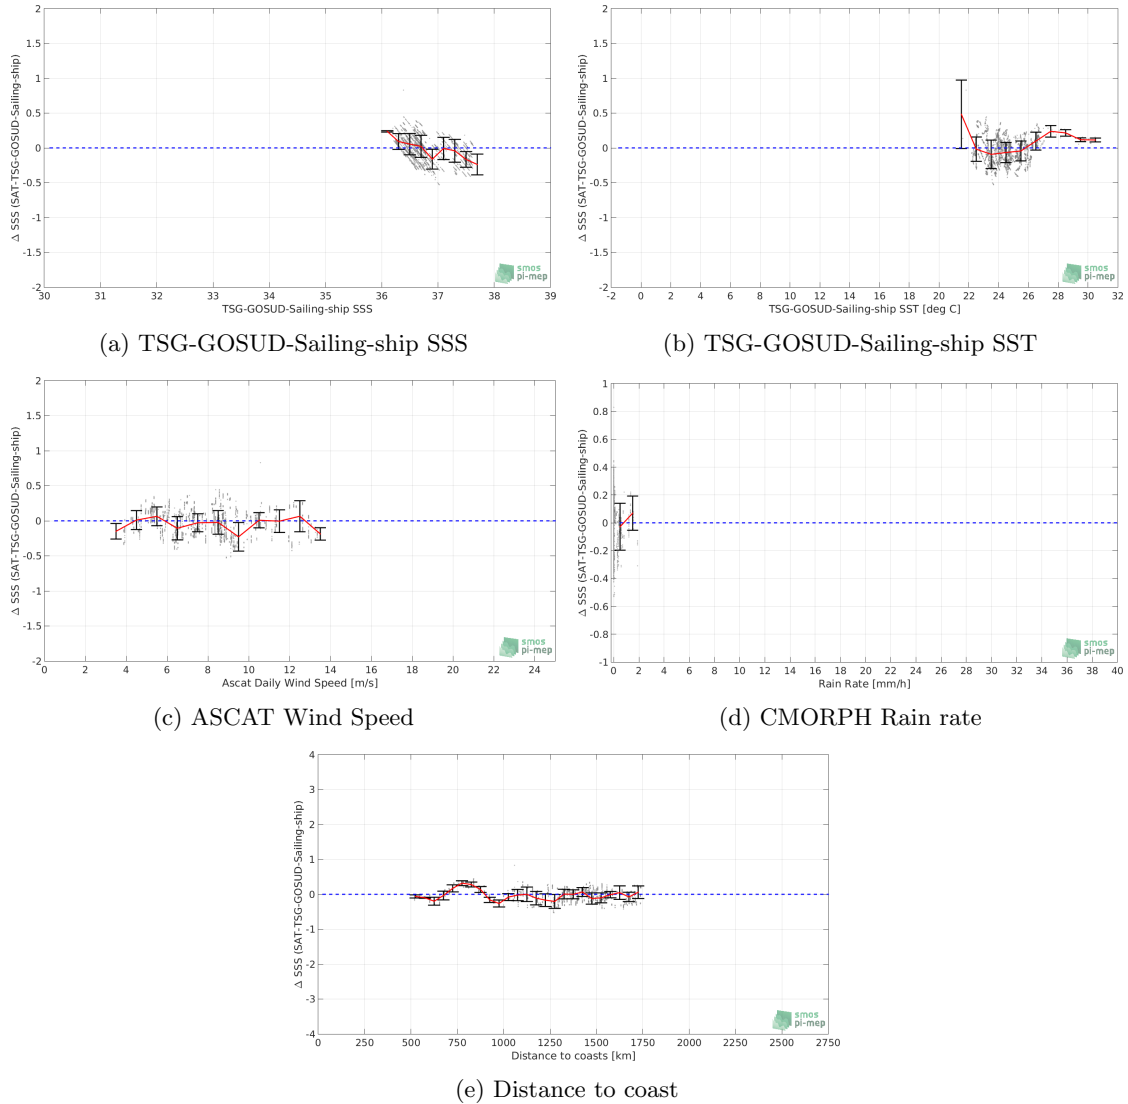 2
1.5
1
0.5
0
-0.5
-1
-1.5
-2
Δ SSS (SAT-TSG-GOSUD-Sailing-ship)
30 31 32 33 34 35 36 37 38 39
TSG-GOSUD-Sailing-ship SSS
smos
pi-mep
(a) TSG-GOSUD-Sailing-ship SSS
2
1.5
1
0.5
0
-0.5
-1
-1.5
-2
Δ SSS (SAT-TSG-GOSUD-Sailing-ship)
-2 0 2 4 6 8 10 12 14 16 18 20 22 24 26 28 30 32
TSG-GOSUD-Sailing-ship SST [deg C]
smos
pi-mep
(b) TSG-GOSUD-Sailing-ship SST
2
1.5
1
0.5
0
-0.5
-1
-1.5
-2
Δ SSS (SAT-TSG-GOSUD-Sailing-ship)
0 2 4 6 8 10 12 14 16 18 20 22 24
Ascat Daily Wind Speed [m/s]
smos
pi-mep
(c) ASCAT Wind Speed
1
0.8
0.6
0.4
0.2
0
-0.2
-0.4
-0.6
-0.8
-1
Δ SSS (SAT-TSG-GOSUD-Sailing-ship)
0 2 4 6 8 10 12 14 16 18 20 22 24 26 28 30 32 34 36 38 40
Rain Rate [mm/h]
smos
pi-mep
(d) CMORPH Rain rate
4
3
2
1
0
-1
-2
-3
-4
Δ SSS (SAT-TSG-GOSUD-Sailing-ship)
0 250 500 750 1000 1250 1500 1750 2000 2250 2500 2750
Distance to coasts [km]
smos
pi-mep
(e) Distance to coast